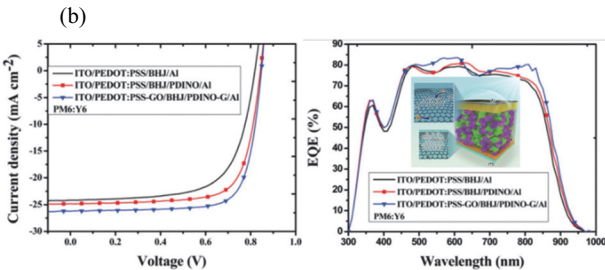 (b)
5
0
-5
-10
-15
-20
-25
-30
Current density (mA cm-2)
ITO/PEDOT:PSS/BHJ/Al
ITO/PEDOT:PSS/BHJ/PDINO/Al
ITO/PEDOT:PSS-GO/BHJ/PDINO-G/Al
PM6:Y6
0.0 0.2 0.4 0.6 0.8 1.0
Voltage (V)
90
80
70
60
50
40
30
20
10
0
EQE (%)
ITO/PEDOT:PSS/BHJ/Al
ITO/PEDOT:PSS/BHJ/PDINO/Al
ITO/PEDOT:PSS-GO/BHJ/PDINO-G/Al
PM6:Y6
300 400 500 600 700 800 900 1000
Wavelength (nm)